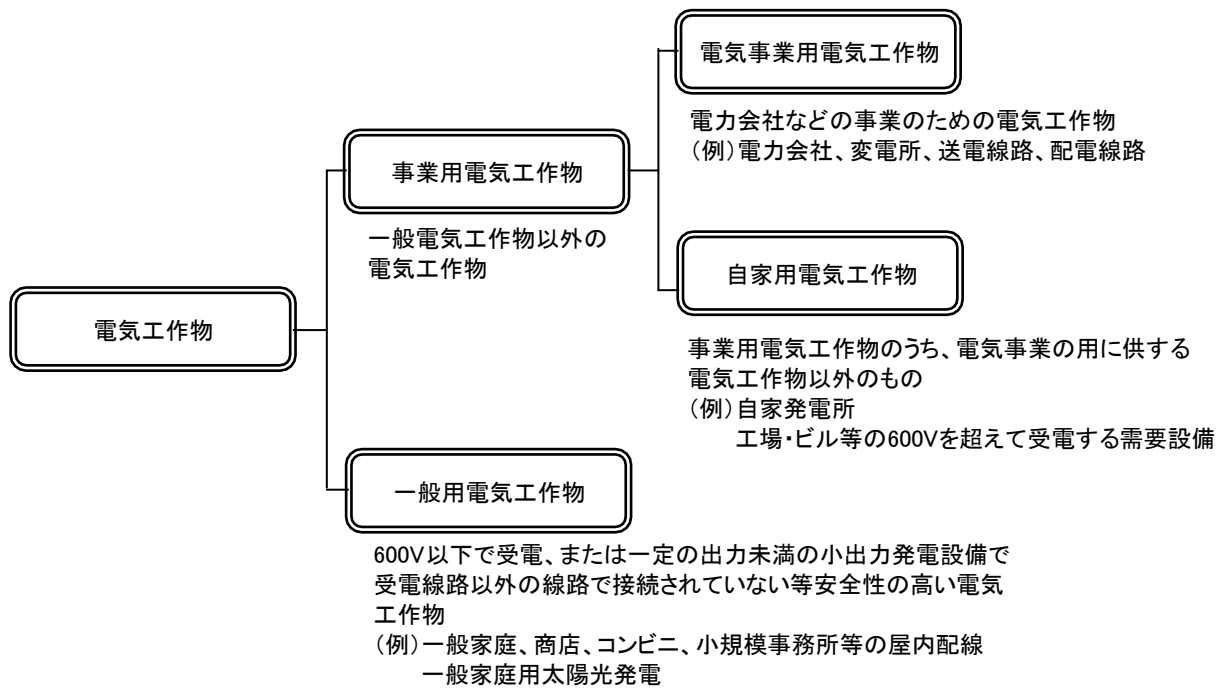 電気工作物
事業用電気工作物
一般電気工作物以外の
電気工作物
電気事業用電気工作物
電力会社などの事業のための電気工作物
（例）電力会社、変電所、送電線路、配電線路
自家用電気工作物
事業用電気工作物のうち、電気事業の用に供する
電気工作物以外のもの
（例）自家発電所
工場・ビル等の600Vを超えて受電する需要設備
一般用電気工作物
600V以下で受電、または一定の出力未満の小出力発電設備で
受電線路以外の線路で接続されていない等安全性の高い電気
工作物
（例）一般家庭、商店、コンビニ、小規模事務所等の屋内配線
一般家庭用太陽光発電